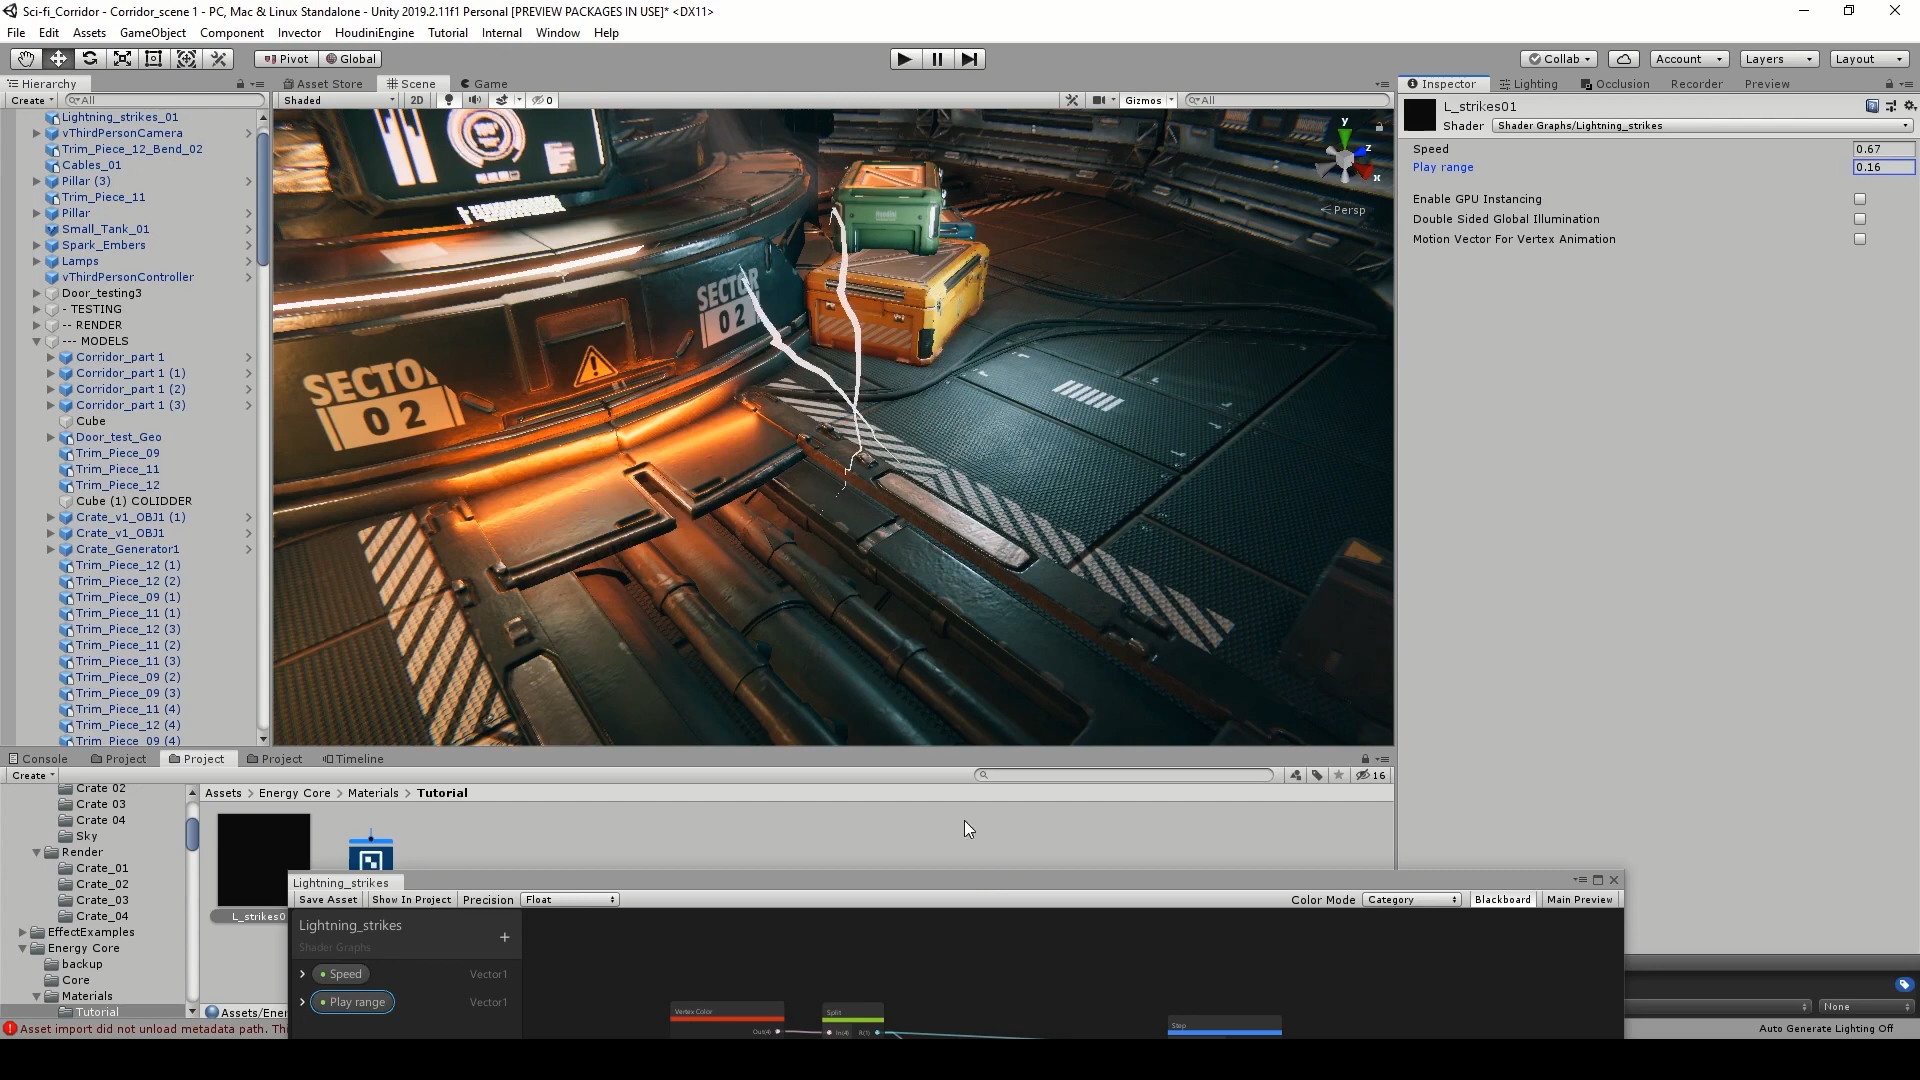 Sci-fi_Corridor - Corridor_scene 1 - PC, Mac & Linux Standalone - Unity 2019.2.11f1 Personal [PREVIEW PACKAGES IN USE]* <DX11>
File Edit Assets GameObject Component Invector HoudiniEngine Tutorial Internal Window Help
Pivot Global Collab Account Layers Layout
Hierarchy
Create All
Lightning_strikes_01
vThirdPersonCamera
Trim_Piece_12_Bend_02
Cables_01
Pillar (3)
Trim_Piece_11
Pillar
Small_Tank_01
Spark_Embers
Lamps
vThirdPersonController
Door_testing3
- TESTING
-- RENDER
--- MODELS
Corridor_part 1
Corridor_part 1 (1)
Corridor_part 1 (2)
Corridor_part 1 (3)
Cube
Door_test_Geo
Trim_Piece_09
Trim_Piece_11
Trim_Piece_12
Cube (1) COLIDDER
Crate_v1_OBJ1 (1)
Crate_v1_OBJ1
Crate_Generator1
Trim_Piece_12 (1)
Trim_Piece_12 (2)
Trim_Piece_09 (1)
Trim_Piece_11 (1)
Trim_Piece_12 (3)
Trim_Piece_11 (2)
Trim_Piece_11 (3)
Trim_Piece_09 (2)
Trim_Piece_09 (3)
Trim_Piece_11 (4)
Trim_Piece_12 (4)
Trim_Piece_09 (4)
Asset Store Scene Game
Shaded 2D 0 Gizmos All
y
z
x
Persp
SECTOR
02
SECTOR
02
Inspector Lighting Occlusion Recorder Preview
L_strikes01
Shader Shader Graphs/Lightning_strikes
Speed 0.67
Play range 0.16
Enable GPU Instancing
Double Sided Global Illumination
Motion Vector For Vertex Animation
Console Project Project Project Timeline
Create 16
Crate 02
Crate 03
Crate 04
Sky
Render
Crate_01
Crate_02
Crate_03
Crate_04
EffectExamples
Energy Core
backup
Core
Materials
Tutorial
Assets > Energy Core > Materials > Tutorial
L_strikes0
Assets/Ener
Lightning_strikes
Save Asset Show In Project Precision Float Color Mode Category Blackboard Main Preview
Lightning_strikes
Shader Graphs
Speed Vector1
Play range Vector1
Vertex Color
Out(4)
Split
In(4) R(1)
Step
None
Asset import did not unload metadata path. Thi
Auto Generate Lighting Off